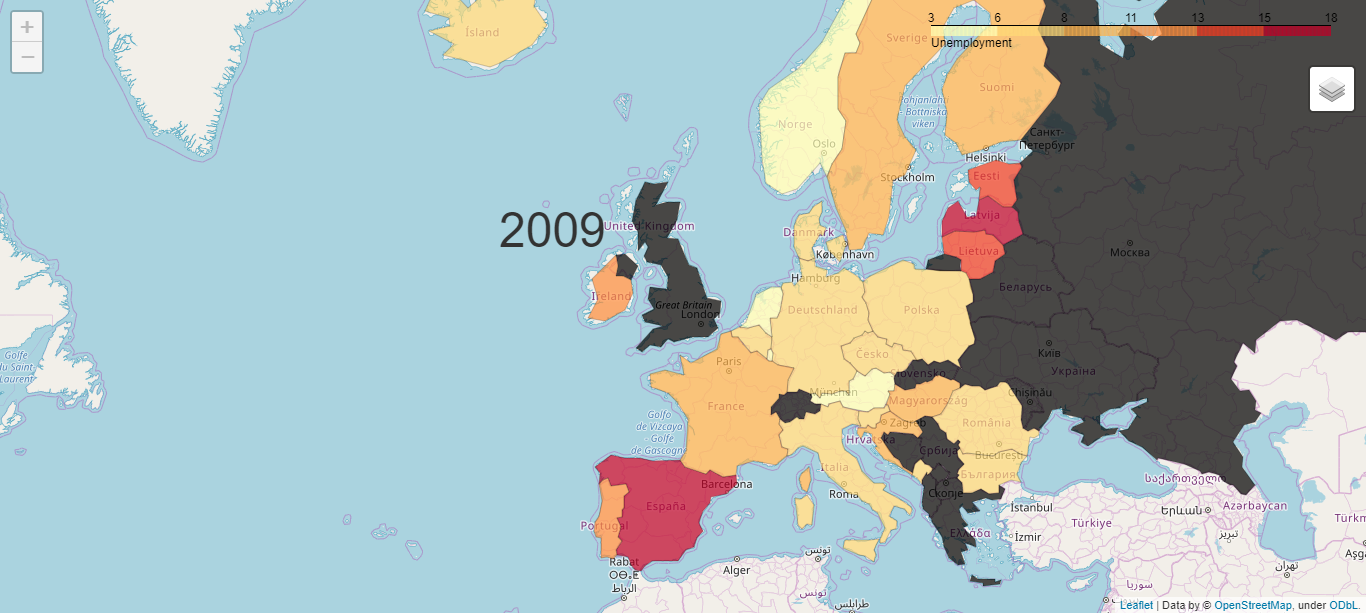 +
−
3 6 8 11 13 15 18
Unemployment
Ísland
Sverige
Suomi
Norge
Oslo
Pohjanlahti
- Bottniska
viken
Санкт-
Петербург
Helsinki
Stockholm
Eesti
2009
United Kingdom
Latvija
Danmark
København
Lietuva
Москва
Hamburg
Беларусь
Ireland
Great Britain
London
Deutschland
Polska
Golfe
du Saint-
Laurent
Paris
Česko
Київ
Україна
Slovensko
München
Chișinău
France
Magyarország
Golfo
de Vizcaya
- Golfe
de Gascogne
Zagreb
România
Hrvatska
Србија
București
Italia
България
Barcelona
Roma
Скопје
საქართველო
España
İstanbul
Երևան
Azərbaycan
Portugal
Türkiye
Ελλάδα
İzmir
تبریز
Türkm
تونس
Rabat
ⵔⴱⴰⵟ
الرباط
Alger
تونس
تهران
Aşga
سوريا
طرابلس
Leaflet | Data by © OpenStreetMap, under ODbL.